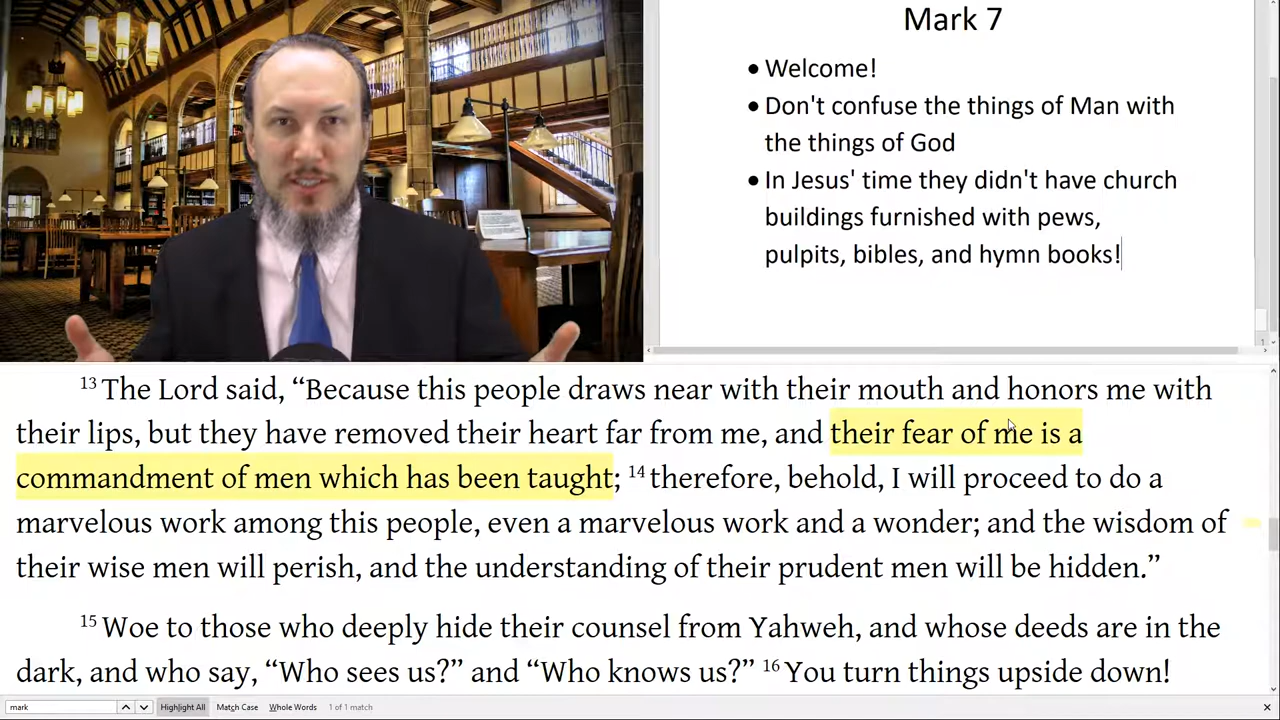 Mark 7
• Welcome!
• Don't confuse the things of Man with
the things of God
• In Jesus' time they didn't have church
buildings furnished with pews,
pulpits, bibles, and hymn books!
13 The Lord said, “Because this people draws near with their mouth and honors me with
their lips, but they have removed their heart far from me, and their fear of me is a
commandment of men which has been taught; 14 therefore, behold, I will proceed to do a
marvelous work among this people, even a marvelous work and a wonder; and the wisdom of
their wise men will perish, and the understanding of their prudent men will be hidden.”
15 Woe to those who deeply hide their counsel from Yahweh, and whose deeds are in the
dark, and who say, “Who sees us?” and “Who knows us?” 16 You turn things upside down!
mark Highlight All Match Case Whole Words 1 of 1 match